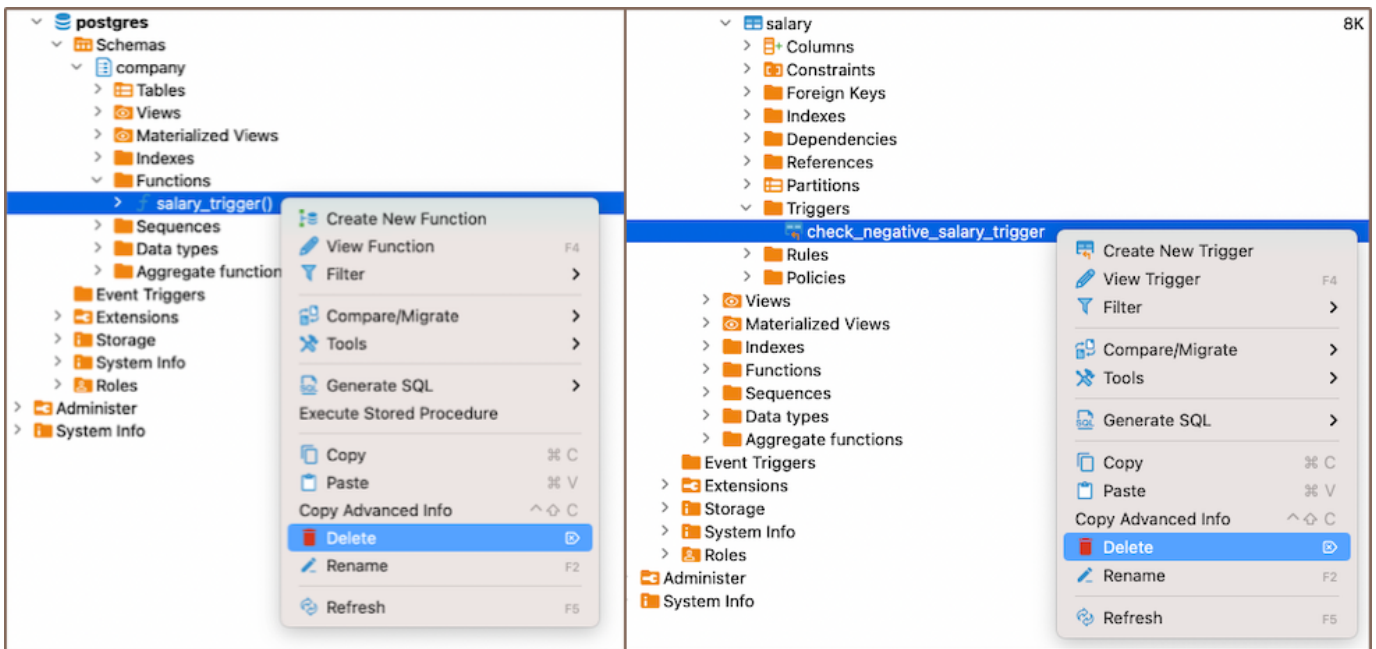 postgres
Schemas
company
Tables
Views
Materialized Views
Indexes
Functions
salary_trigger()
Sequences
Data types
Aggregate function
Event Triggers
Extensions
Storage
System Info
Roles
Administer
System Info
Create New Function
View Function F4
Filter
Compare/Migrate
Tools
Generate SQL
Execute Stored Procedure
Copy ⌘ C
Paste ⌘ V
Copy Advanced Info ^⇧ C
Delete ⌦
Rename F2
Refresh F5
salary 8K
Columns
Constraints
Foreign Keys
Indexes
Dependencies
References
Partitions
Triggers
check_negative_salary_trigger
Rules
Policies
Views
Materialized Views
Indexes
Functions
Sequences
Data types
Aggregate functions
Event Triggers
Extensions
Storage
System Info
Roles
Administer
System Info
Create New Trigger
View Trigger F4
Filter
Compare/Migrate
Tools
Generate SQL
Copy ⌘ C
Paste ⌘ V
Copy Advanced Info ^⇧ C
Delete ⌦
Rename F2
Refresh F5